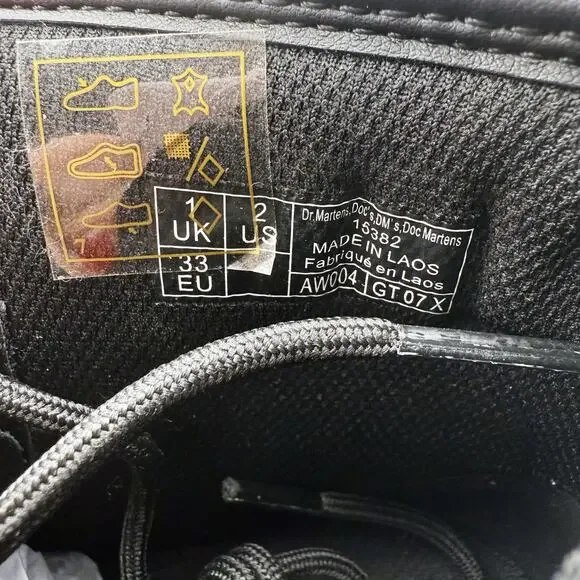 1
UK
2
US
33
EU
Dr.Martens,Doc's,DM's,Doc Martens
15382
MADE IN LAOS
Fabriqué en Laos
AW004
GT 07 X